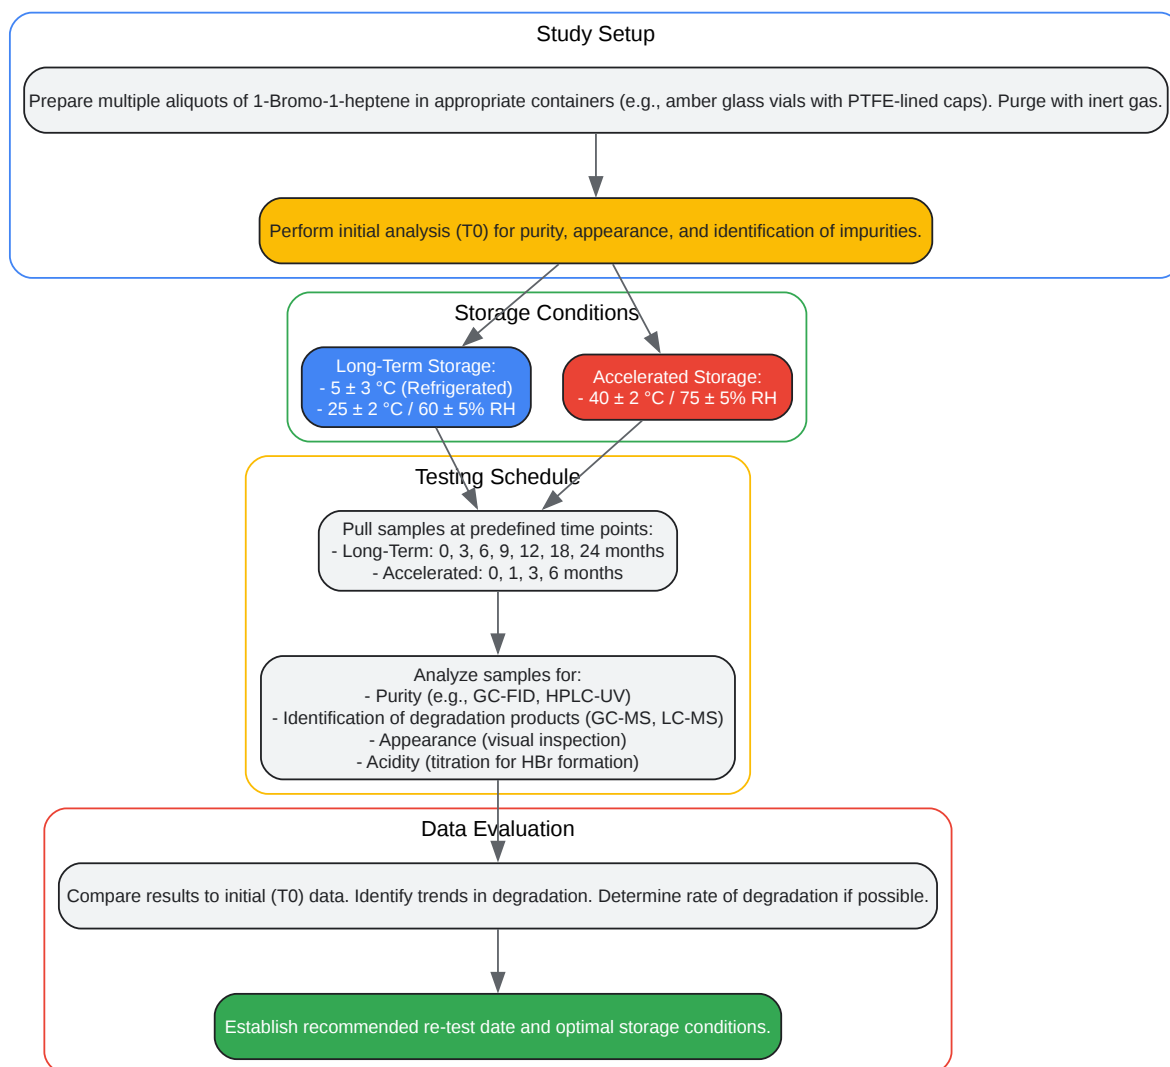 Study Setup
Prepare multiple aliquots of 1-Bromo-1-heptene in appropriate containers (e.g., amber glass vials with PTFE-lined caps). Purge with inert gas.
Perform initial analysis (T0) for purity, appearance, and identification of impurities.
Storage Conditions
Long-Term Storage:
- 5 ± 3 °C (Refrigerated)
- 25 ± 2 °C / 60 ± 5% RH
Accelerated Storage:
- 40 ± 2 °C / 75 ± 5% RH
Testing Schedule
Pull samples at predefined time points:
- Long-Term: 0, 3, 6, 9, 12, 18, 24 months
- Accelerated: 0, 1, 3, 6 months
Analyze samples for:
- Purity (e.g., GC-FID, HPLC-UV)
- Identification of degradation products (GC-MS, LC-MS)
- Appearance (visual inspection)
- Acidity (titration for HBr formation)
Data Evaluation
Compare results to initial (T0) data. Identify trends in degradation. Determine rate of degradation if possible.
Establish recommended re-test date and optimal storage conditions.